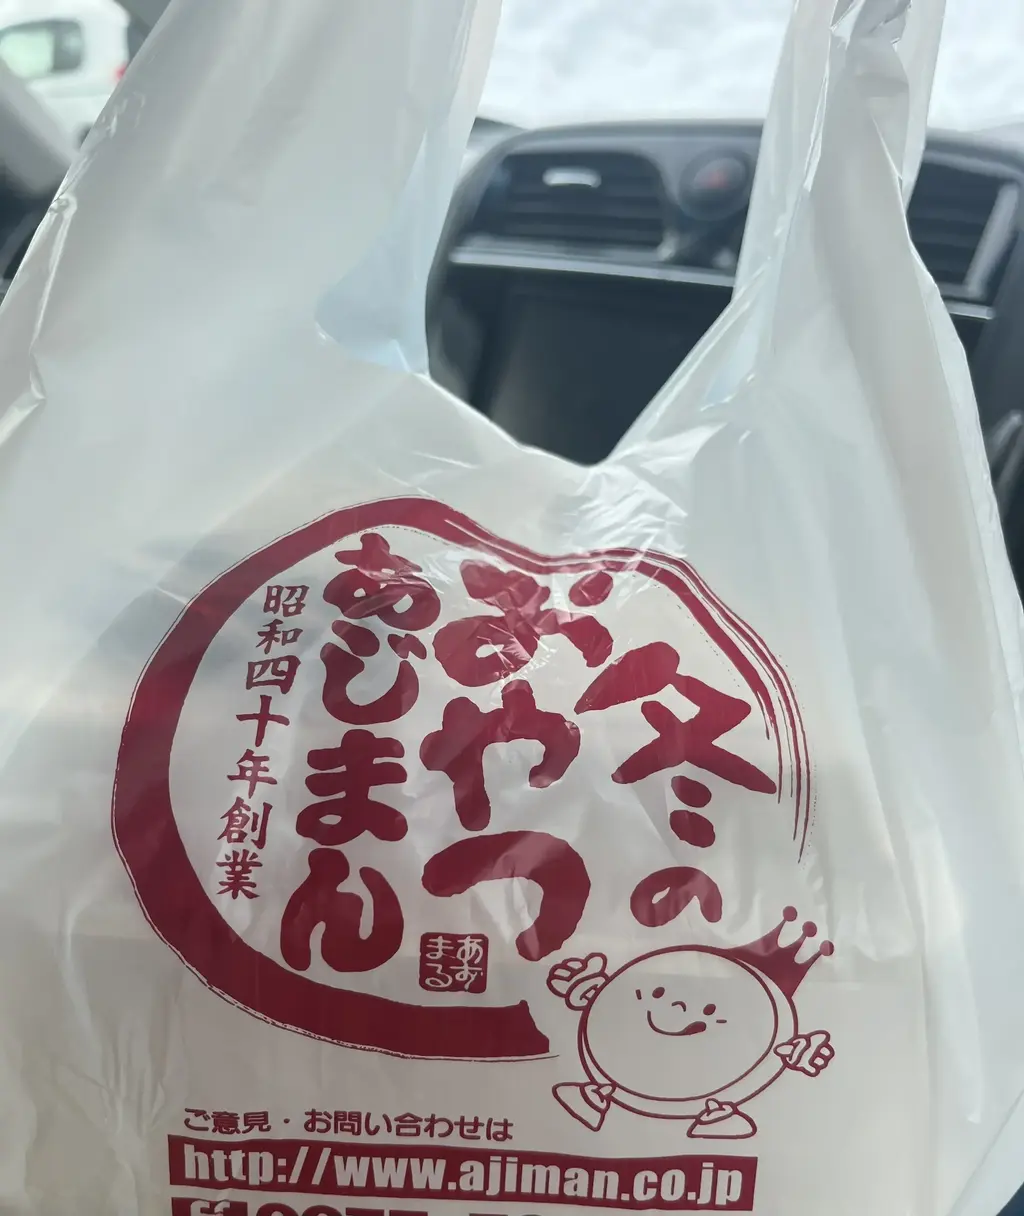 冬の
おやつ
あじまん
昭和四十年創業
あずまる
ご意見・お問い合わせは
http://www.ajiman.co.jp